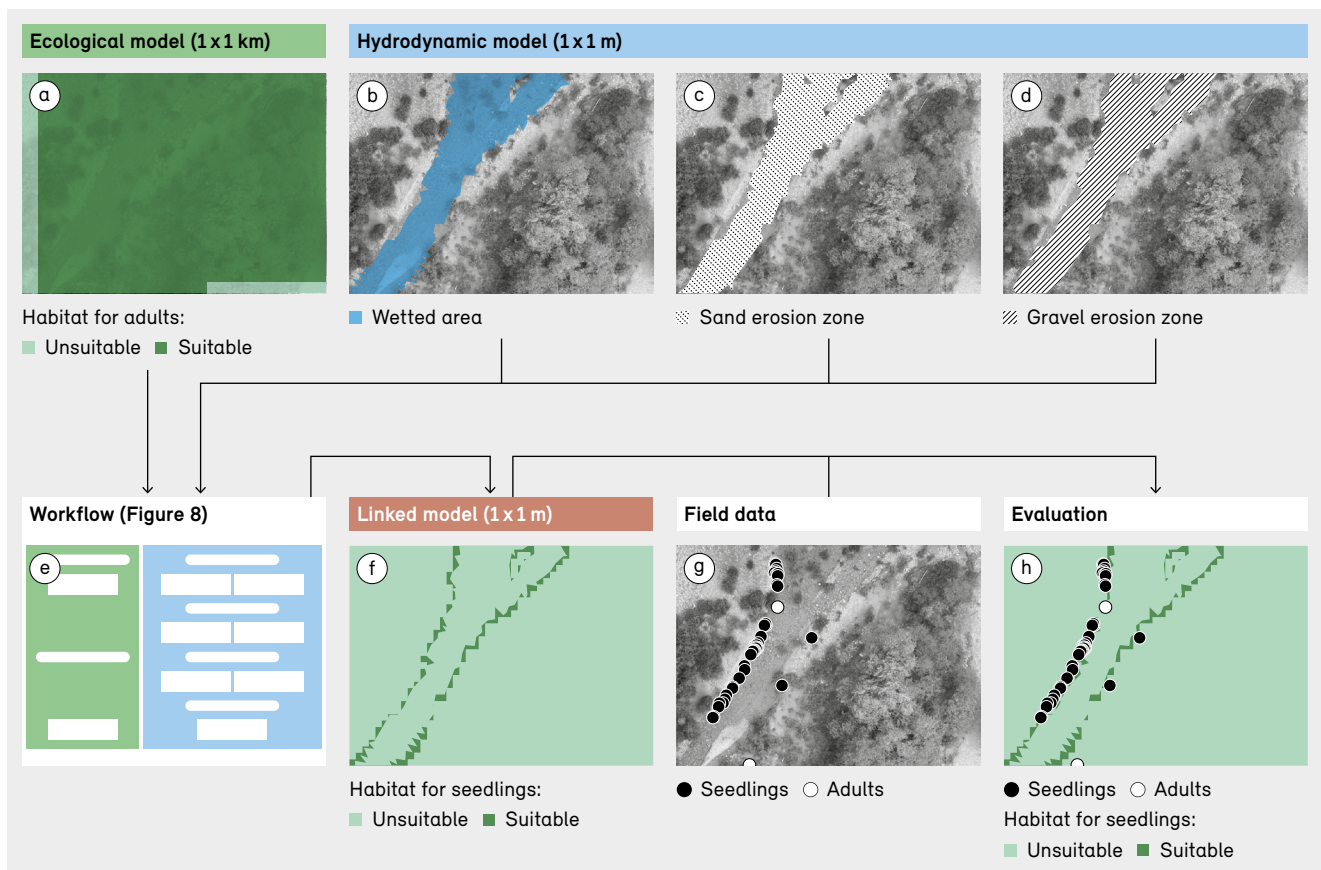 Ecological model (1 x 1 km)
Hydrodynamic model (1 x 1 m)
a
b
c
d
Habitat for adults:
Unsuitable Suitable
Wetted area
Sand erosion zone
Gravel erosion zone
Workflow (Figure 8)
Linked model (1 x 1 m)
Field data
Evaluation
e
f
g
h
Habitat for seedlings:
Unsuitable Suitable
Seedlings Adults
Seedlings Adults
Habitat for seedlings:
Unsuitable Suitable